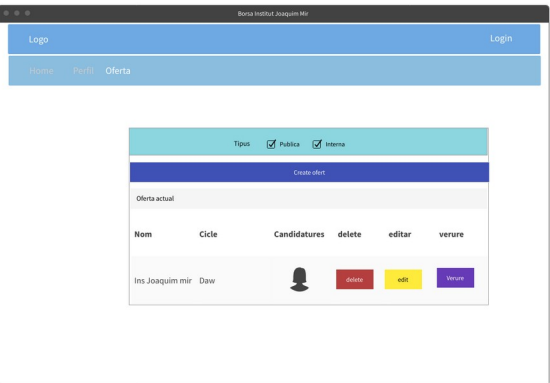 Borsa Institut Joaquim Mir
Logo Login
Home Perfil Oferta
Tipus Publica Interna
Create ofert
Oferta actual
Nom Cicle Candidatures delete editar verure
Ins Joaquim mir Daw delete edit Verure